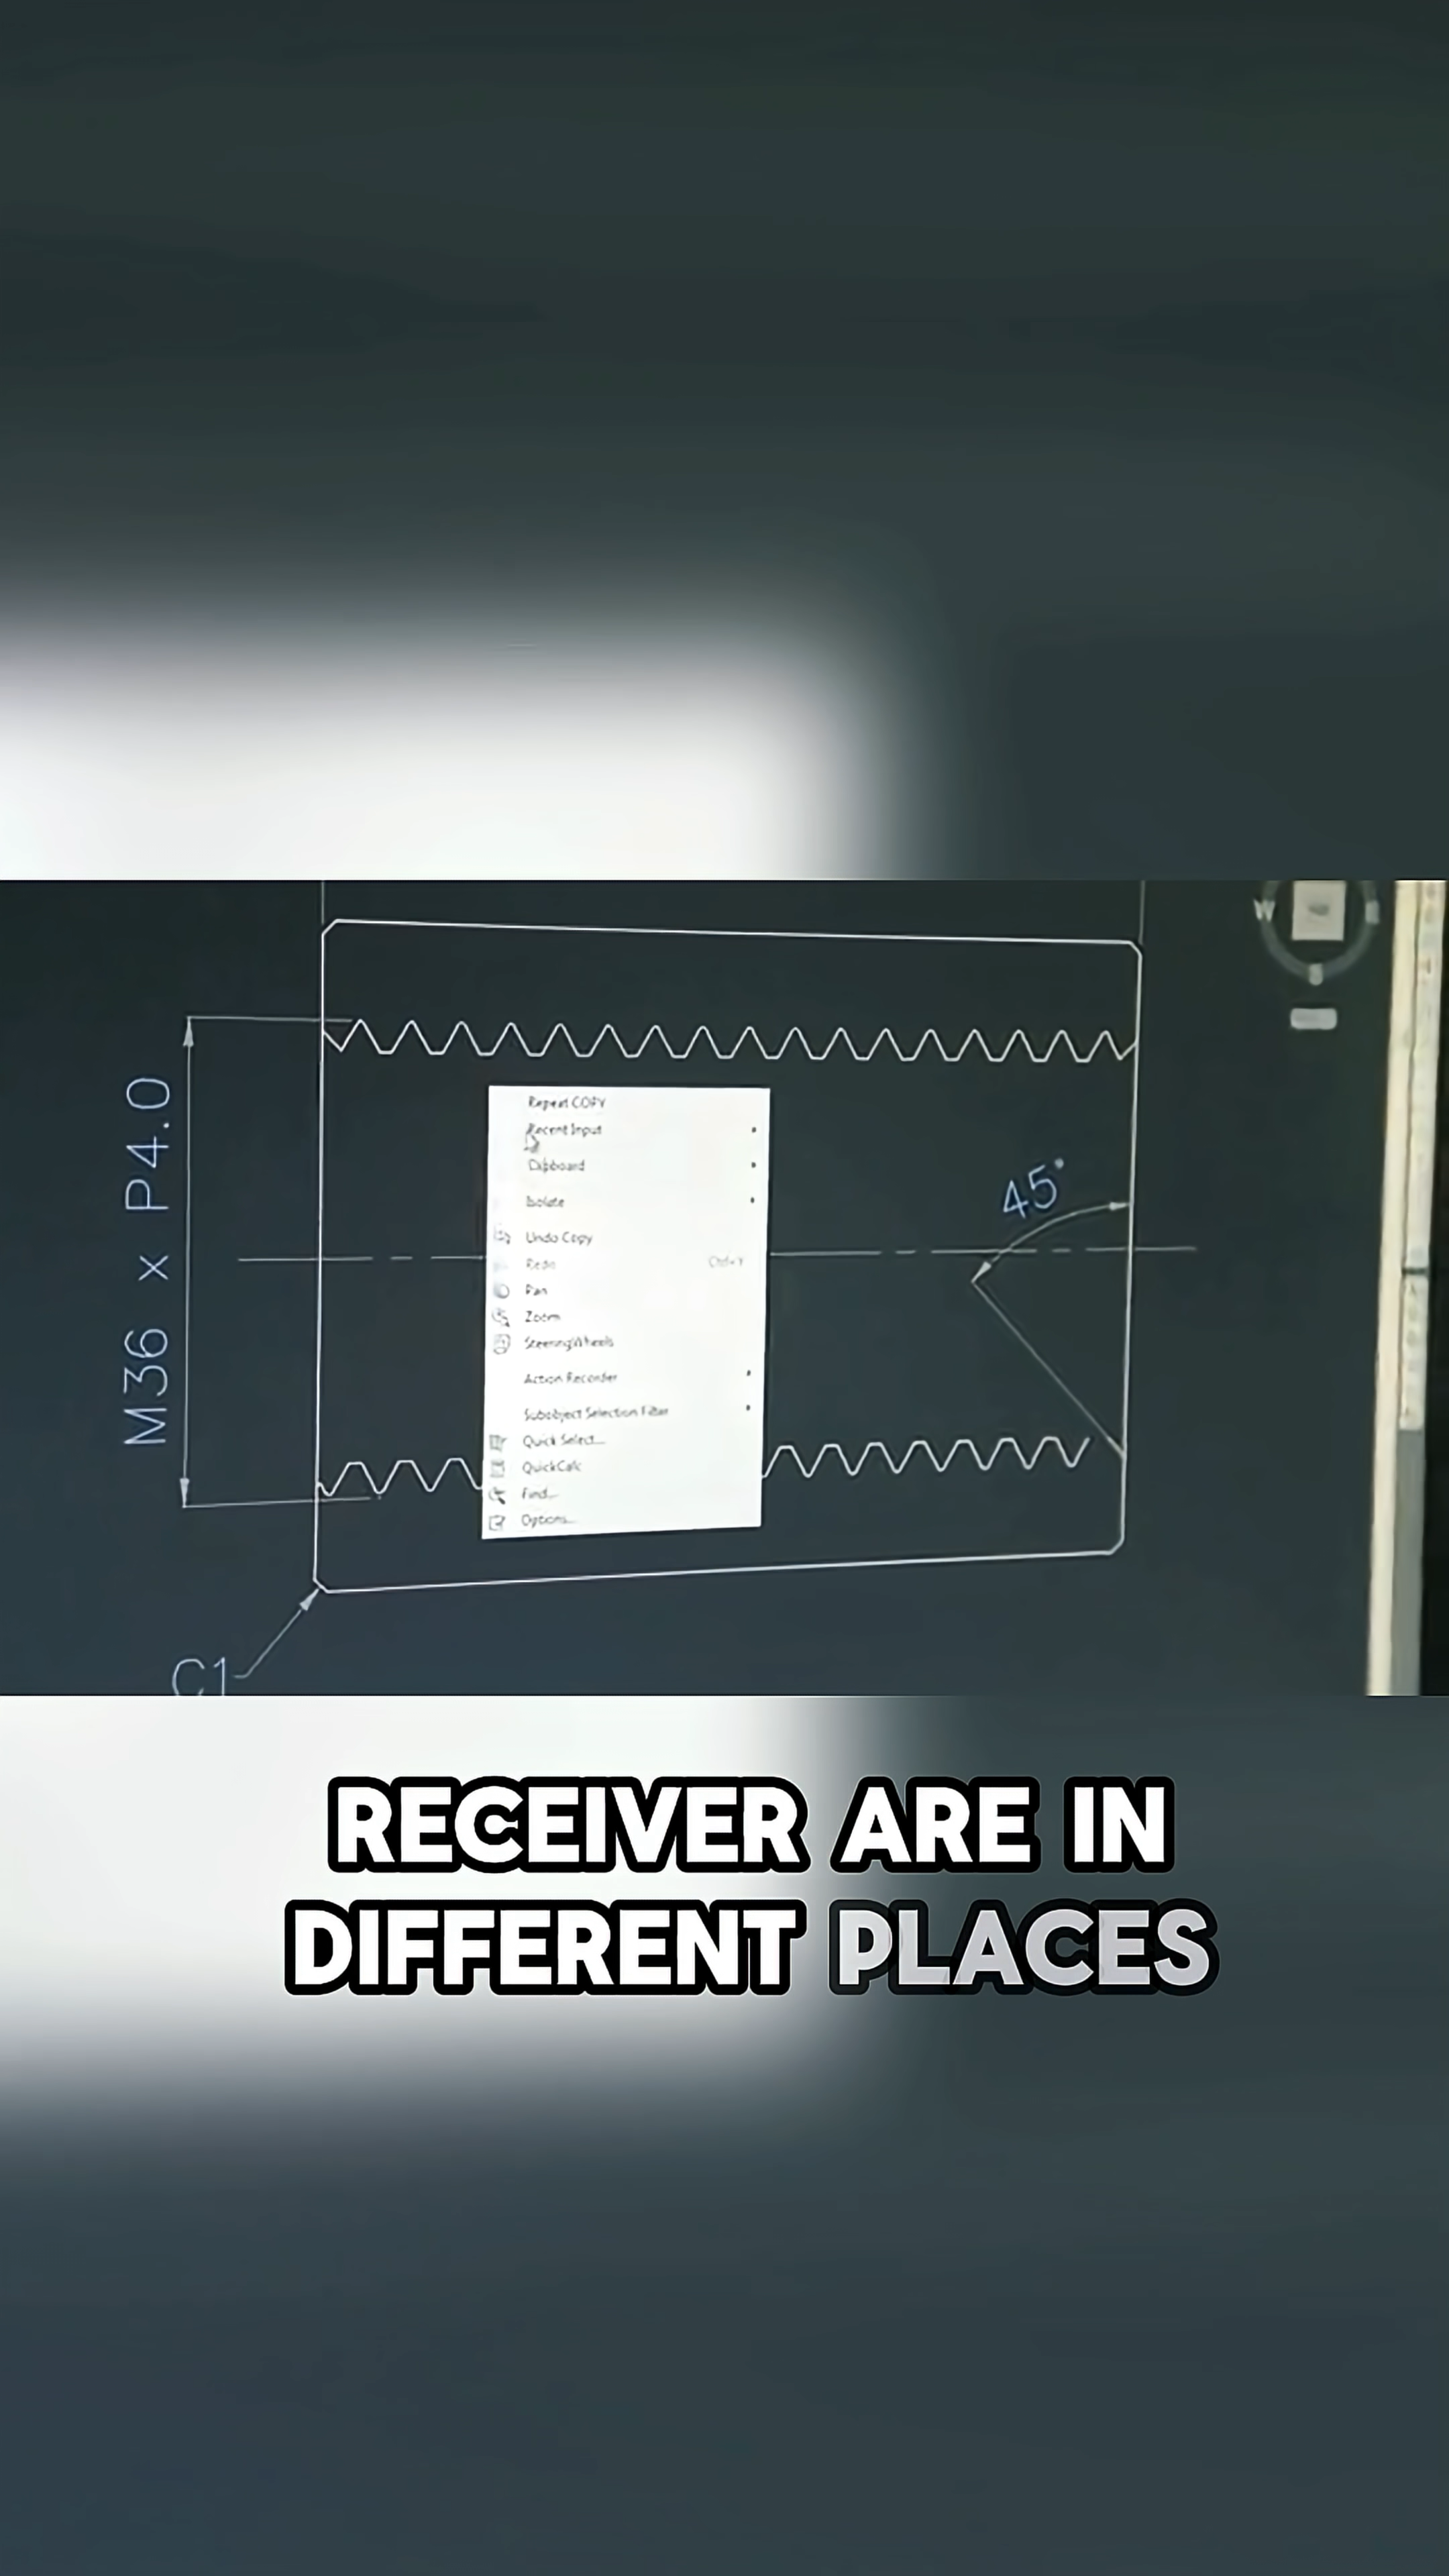 W
M36 x P4.0
45°
Repeat COPY
Recent Input
Clipboard
Isolate
Undo Copy
Redo Ctrl+Y
Pan
Zoom
SteeringWheels
Action Recorder
Subobject Selection Filter
Quick Select...
QuickCalc
Find...
Options...
C1
RECEIVER ARE IN
DIFFERENT PLACES